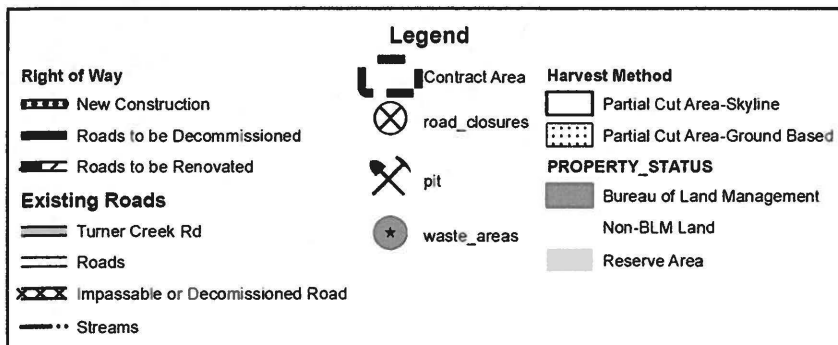 Legend
Right of Way
New Construction
Roads to be Decommissioned
Roads to be Renovated
Existing Roads
Turner Creek Rd
Roads
Impassable or Decomissioned Road
Streams
Contract Area
road_closures
pit
waste_areas
Harvest Method
Partial Cut Area-Skyline
Partial Cut Area-Ground Based
PROPERTY_STATUS
Bureau of Land Management
Non-BLM Land
Reserve Area